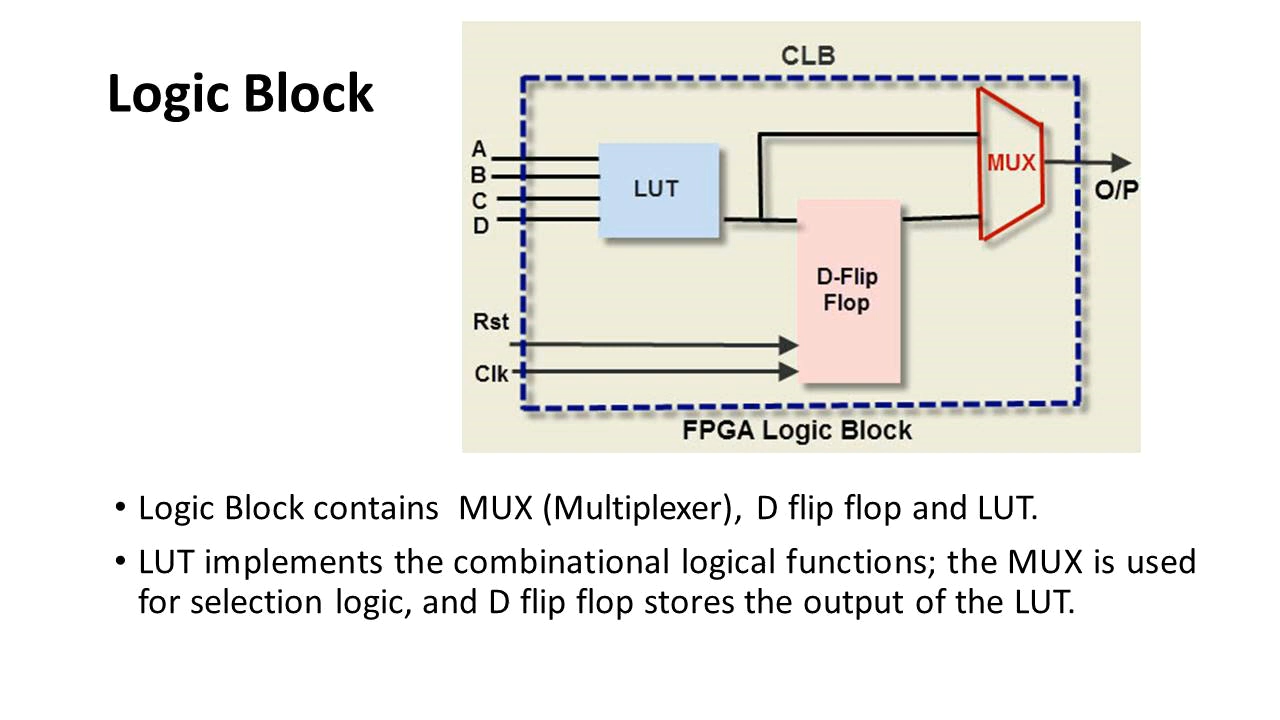 Logic Block
CLB
A
B
C
D
LUT
MUX
O/P
D-Flip
Flop
Rst
Clk
FPGA Logic Block
• Logic Block contains  MUX (Multiplexer), D flip flop and LUT.
• LUT implements the combinational logical functions; the MUX is used
for selection logic, and D flip flop stores the output of the LUT.